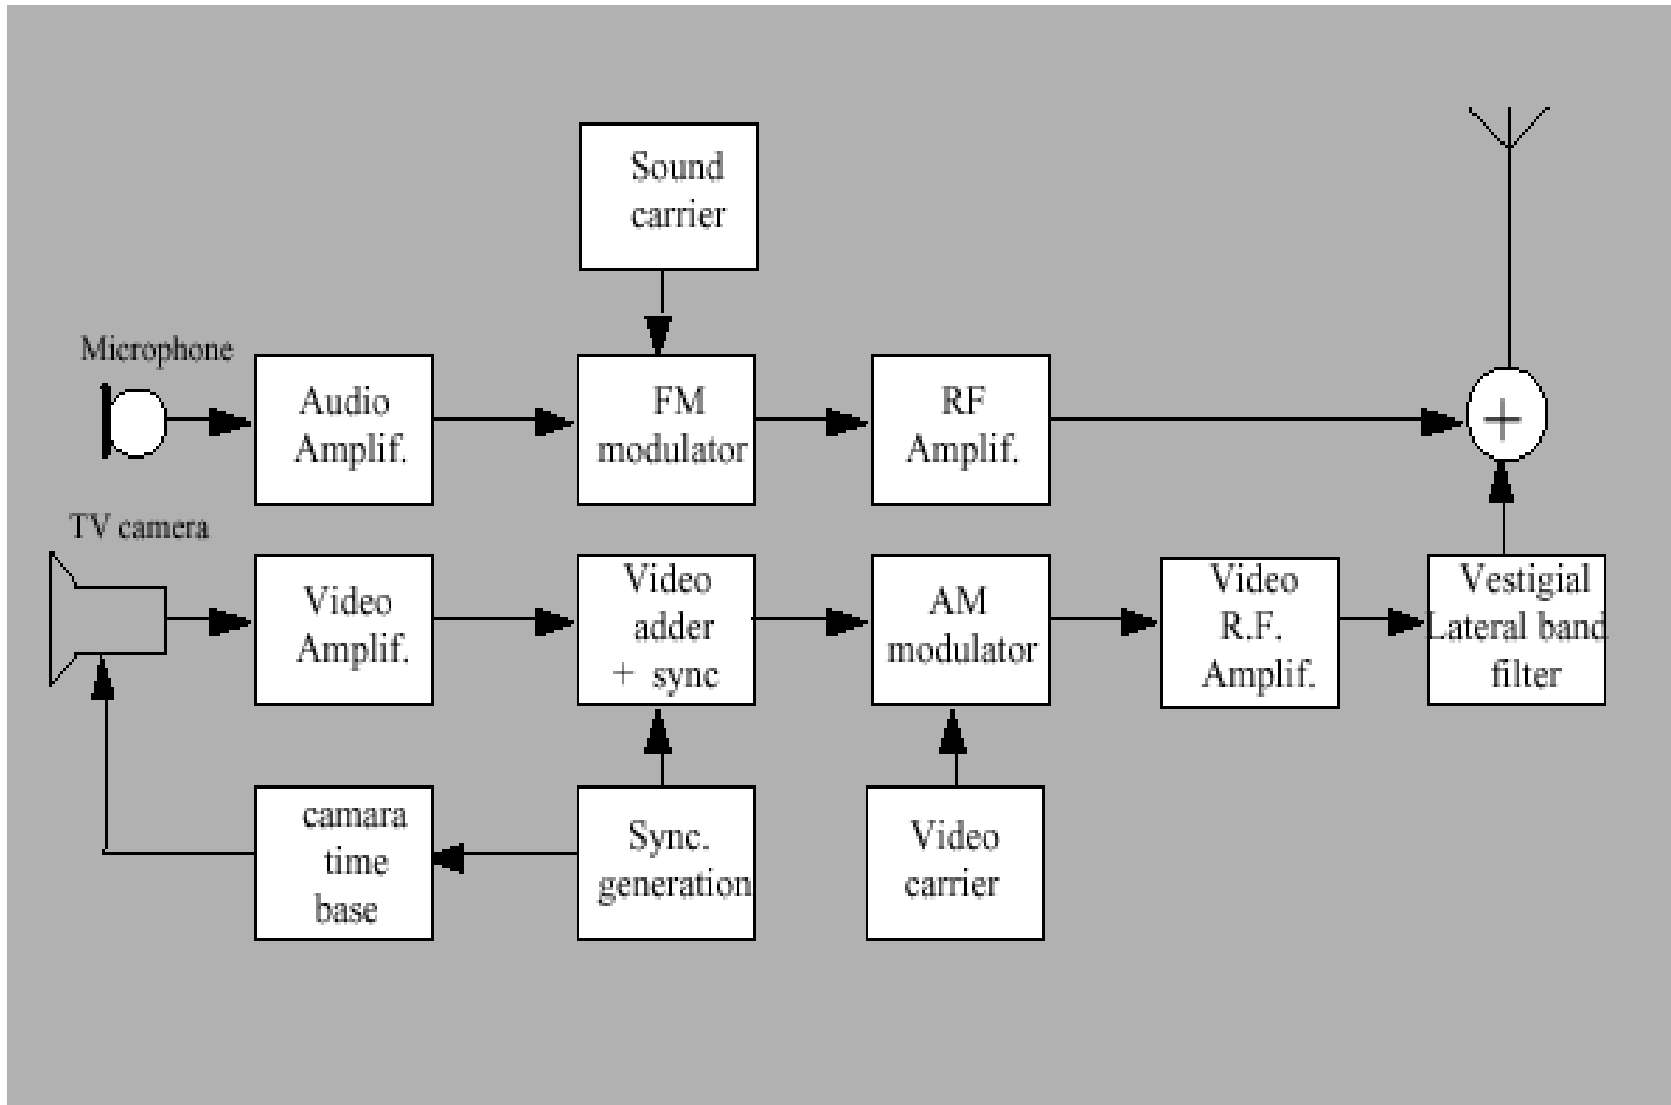 Sound
carrier
Microphone
Audio
Amplif.
FM
modulator
RF
Amplif.
+
TV camera
Video
Amplif.
Video
adder
+ sync
AM
modulator
Video
R.F.
Amplif.
Vestigial
Lateral band
filter
camara
time
base
Sync.
generation
Video
carrier